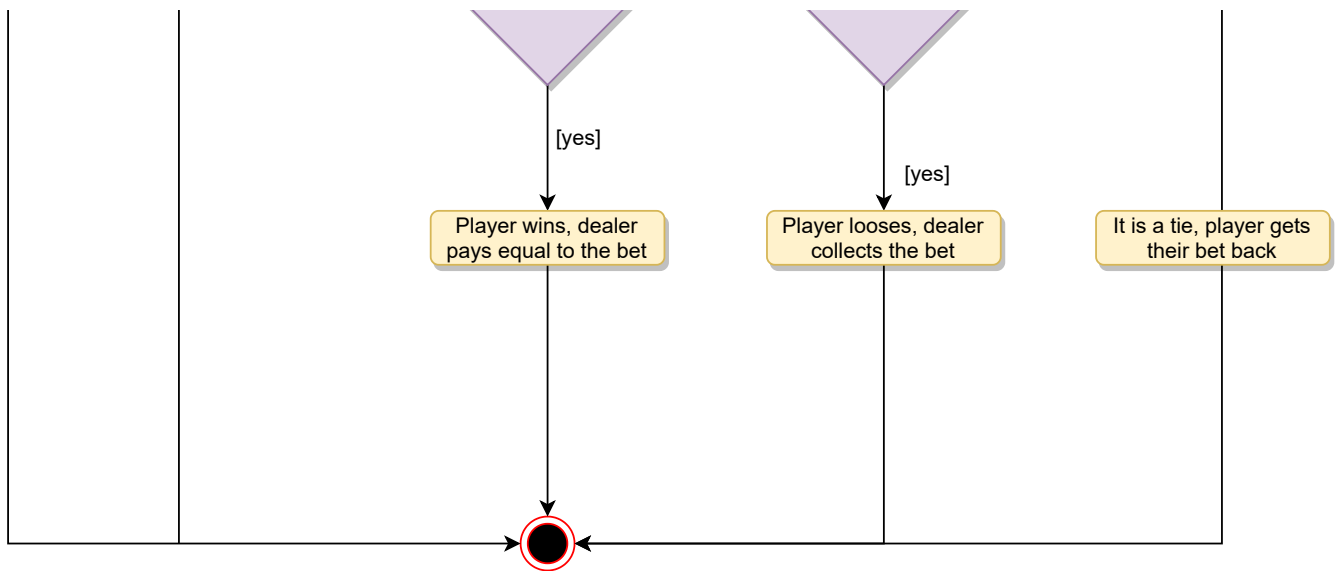 [yes]
[yes]
Player wins, dealer
pays equal to the bet
Player looses, dealer
collects the bet
It is a tie, player gets
their bet back